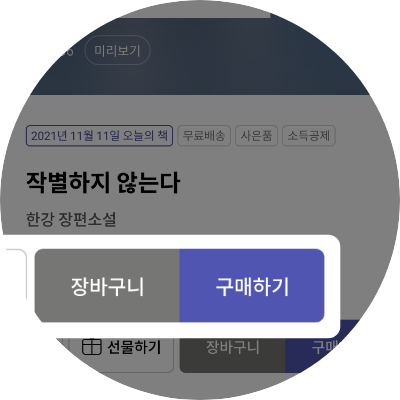 미리보기
2021년 11월 11일 오늘의 책 무료배송 사은품 소득공제
작별하지 않는다
한강 장편소설
장바구니 구매하기
선물하기 장바구니